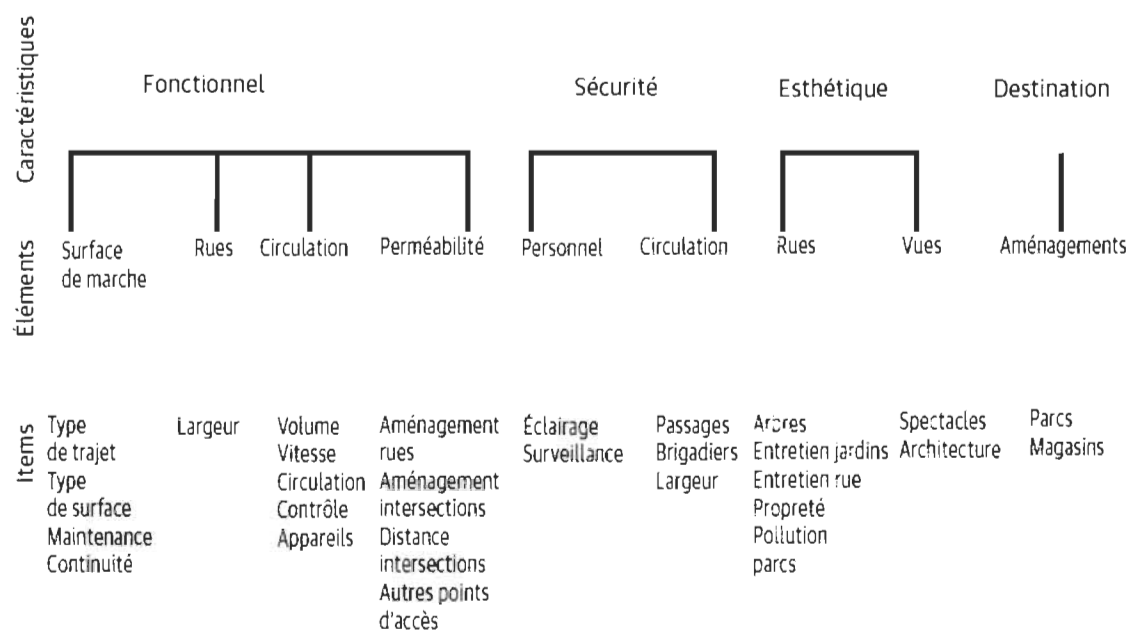 Caractéristiques
Fonctionnel
Sécurité
Esthétique
Destination
Éléments
Surface
de marche
Rues
Circulation
Perméabilité
Personnel
Circulation
Rues
Vues
Aménagements
Items
Type
de trajet
Type
de surface
Maintenance
Continuité
Largeur
Volume
Vitesse
Circulation
Contrôle
Appareils
Aménagement
rues
Aménagement
intersections
Distance
intersections
Autres points
d'accès
Éclairage
Surveillance
Passages
Brigadiers
Largeur
Arbres
Entretien jardins
Entretien rue
Propreté
Pollution
parcs
Spectacles
Architecture
Parcs
Magasins